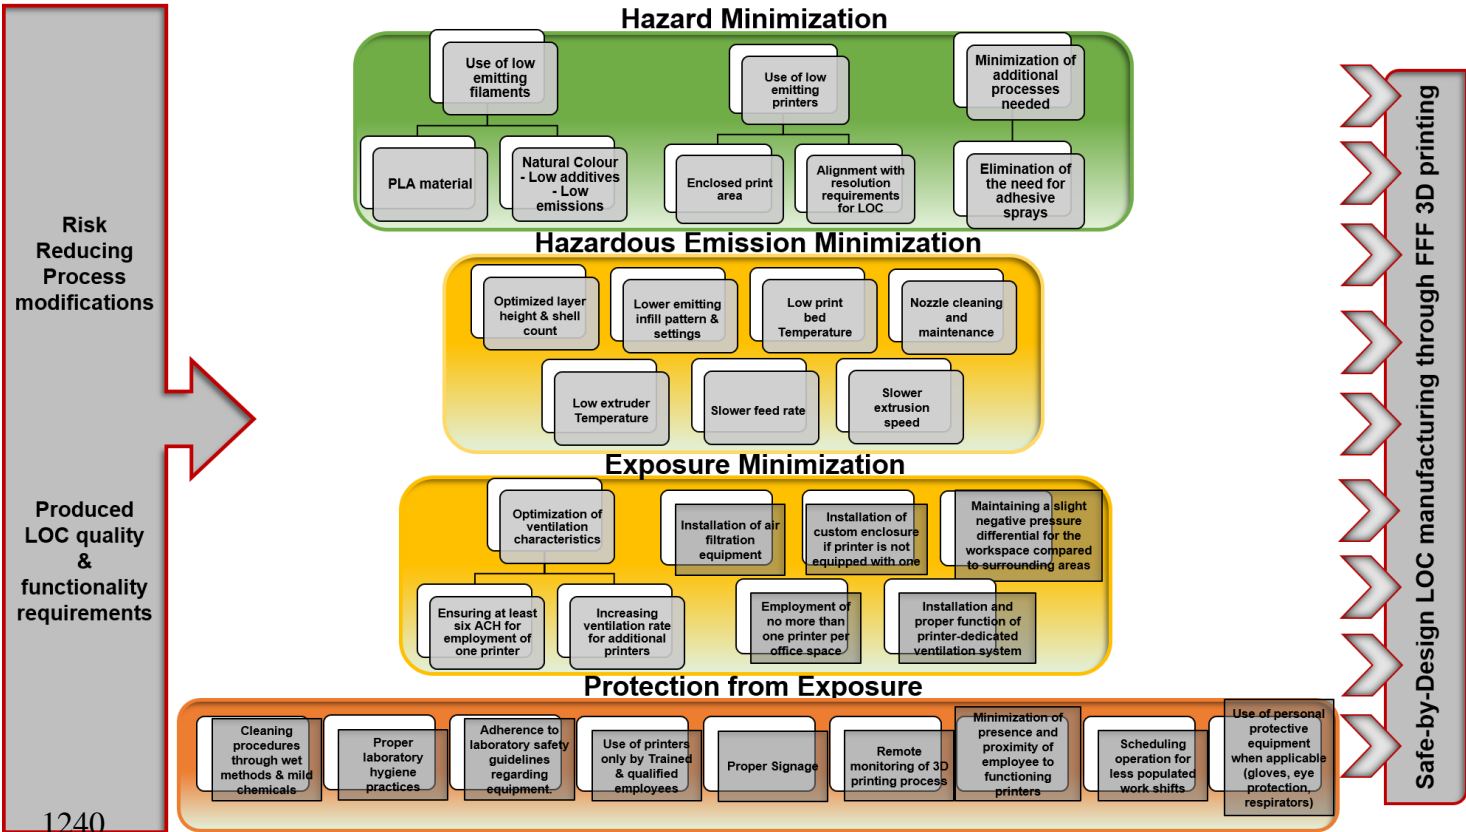 Hazard Minimization
Use of low
emitting
filaments
Use of low
emitting
printers
Minimization of
additional
processes
needed
PLA material
Natural Colour
- Low additives
- Low
emissions
Enclosed print
area
Alignment with
resolution
requirements
for LOC
Elimination of
the need for
adhesive
sprays
Risk
Reducing
Process
modifications
Produced
LOC quality
&
functionality
requirements
Hazardous Emission Minimization
Optimized layer
height & shell
count
Lower emitting
infill pattern &
settings
Low print
bed
Temperature
Nozzle cleaning
and
maintenance
Low extruder
Temperature
Slower feed rate
Slower
extrusion
speed
Exposure Minimization
Optimization of
ventilation
characteristics
Installation of air
filtration
equipment
Installation of
custom enclosure
if printer is not
equipped with one
Maintaining a slight
negative pressure
differential for the
workspace compared
to surrounding areas
Ensuring at least
six ACH for
employment of
one printer
Increasing
ventilation rate
for additional
printers
Employment of
no more than
one printer per
office space
Installation and
proper function of
printer-dedicated
ventilation system
Protection from Exposure
Cleaning
procedures
through wet
methods & mild
chemicals
Proper
laboratory
hygiene
practices
Adherence to
laboratory safety
guidelines
regarding
equipment.
Use of printers
only by Trained
& qualified
employees
Proper Signage
Remote
monitoring of 3D
printing process
Minimization of
presence and
proximity of
employee to
functioning
printers
Scheduling
operation for
less populated
work shifts
Use of personal
protective
equipment
when applicable
(gloves, eye
protection,
respirators)
Safe-by-Design LOC manufacturing through FFF 3D printing
1240